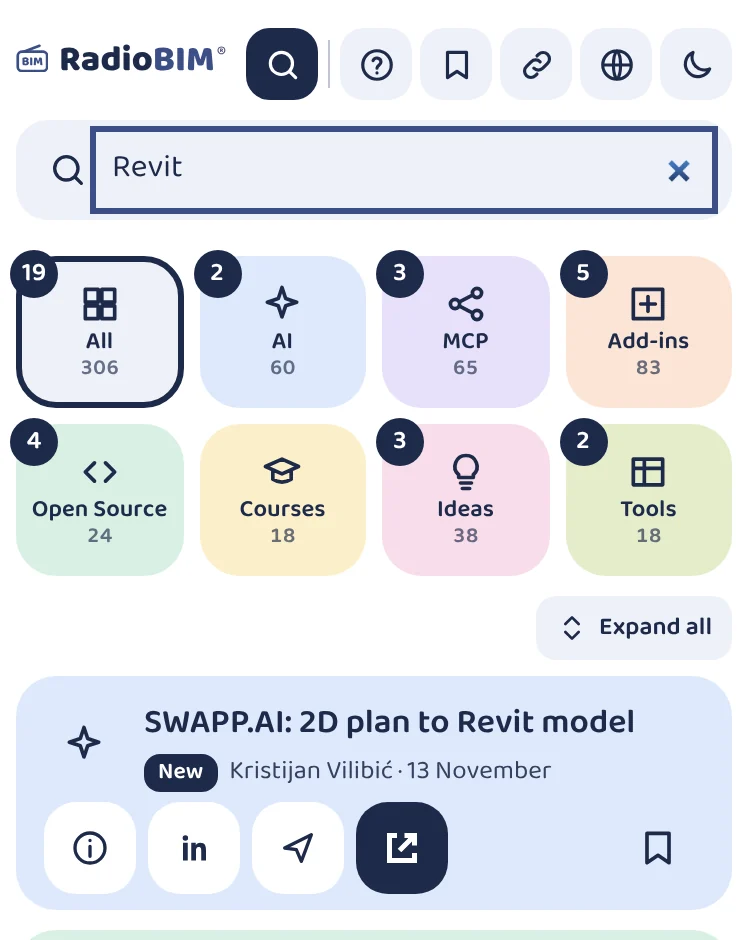 BIM RadioBIM®
Revit
19 2 3 5
All AI MCP Add-ins
306 60 65 83
4 3 2
Open Source Courses Ideas Tools
24 18 38 18
Expand all
SWAPP.AI: 2D plan to Revit model
New Kristijan Vilibić · 13 November
in